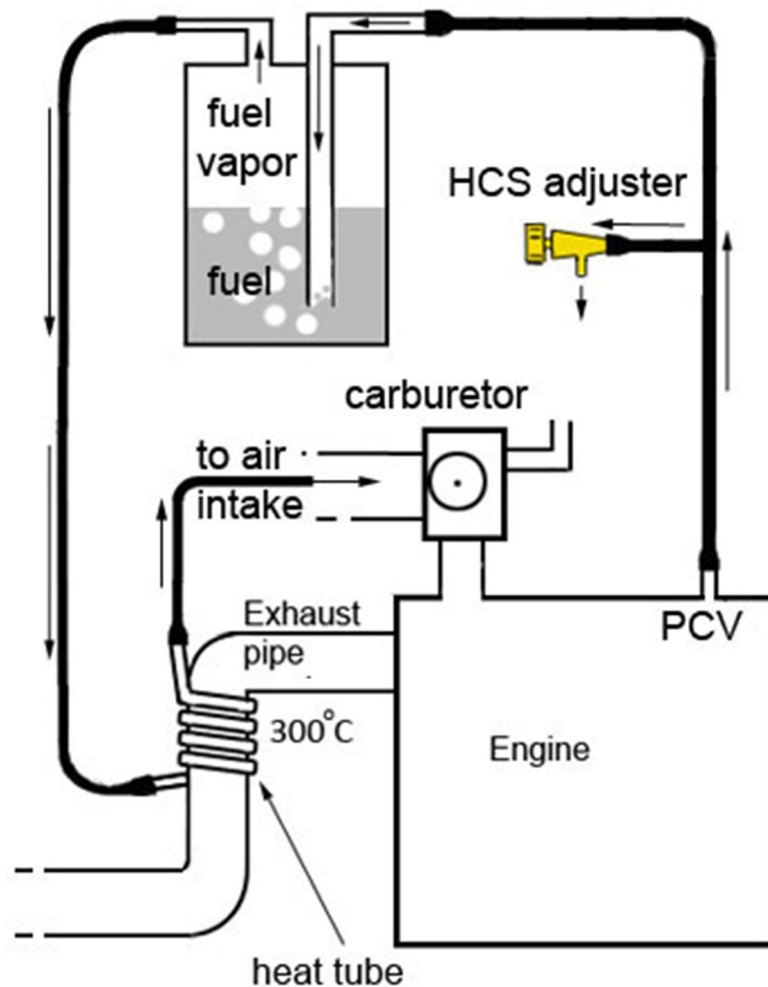 fuel
vapor
HCS adjuster
fuel
carburetor
to air
intake
Exhaust
pipe
PCV
300°C
Engine
heat tube